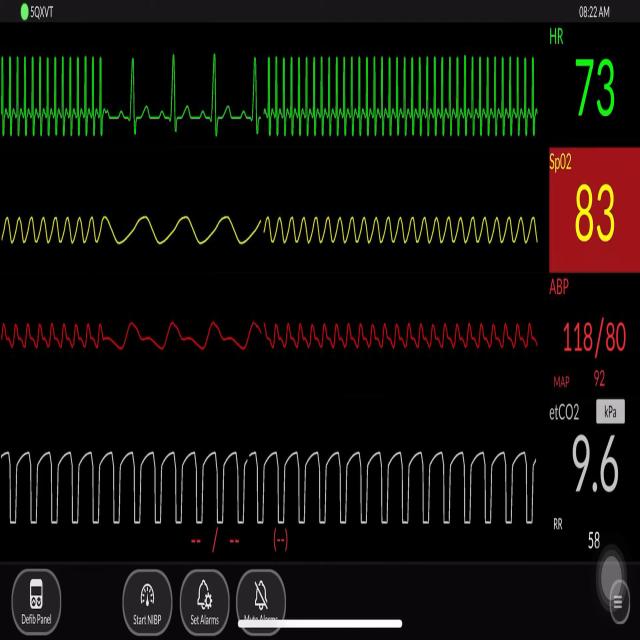 5QXVT
08:22 AM
HR
73
SpO2
83
ABP
118/80
MAP 92
etCO2 kPa
9.6
RR
58
-- / -- (--)
Defib Panel
Start NIBP
Set Alarms
Mute Alarms